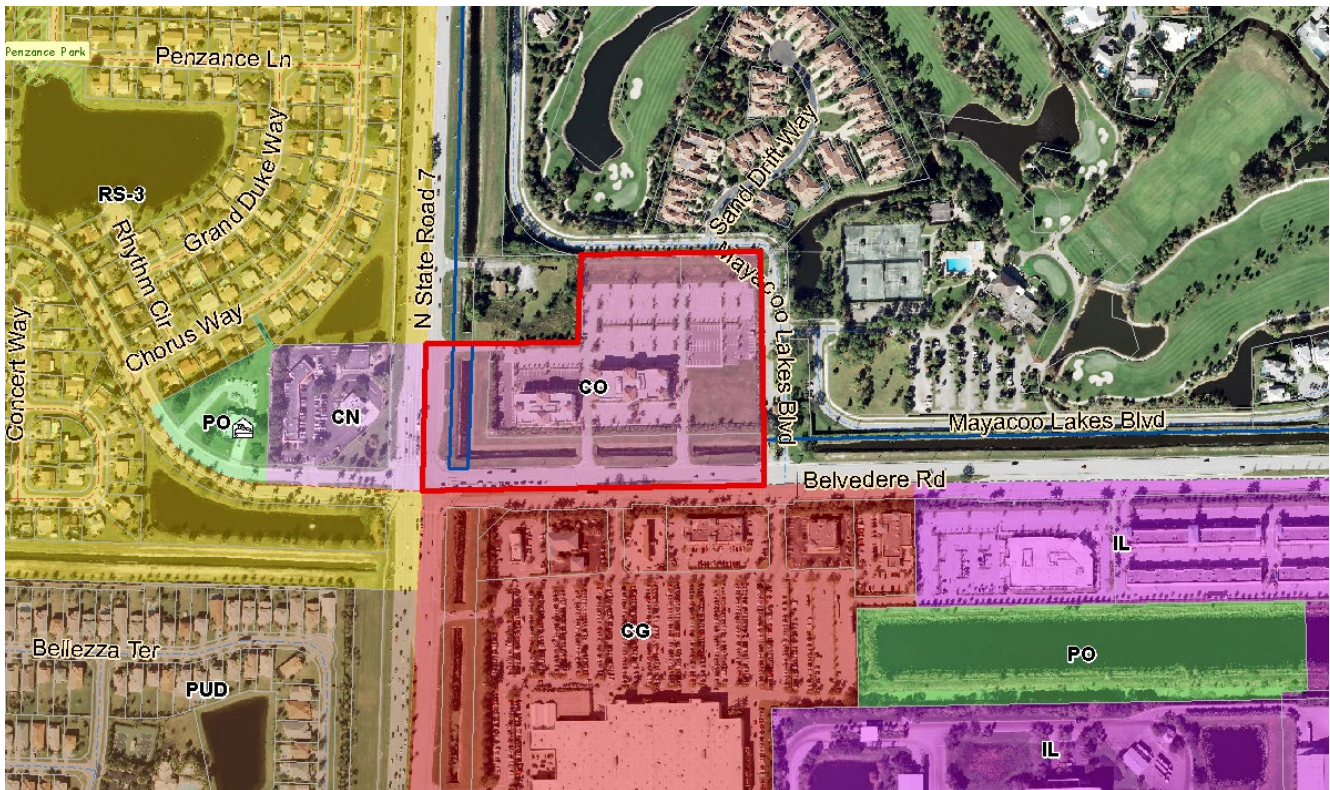 Penzance Park
Penzance Ln
Grand Duke Way
RS-3
Rhythm Cir
Chorus Way
Concert Way
N State Road 7
Sand Drift Way
Mayacoo Lakes Blvd
PO
CN
CO
Mayacoo Lakes Blvd
Belvedere Rd
IL
CG
PO
Bellezza Ter
PUD
IL